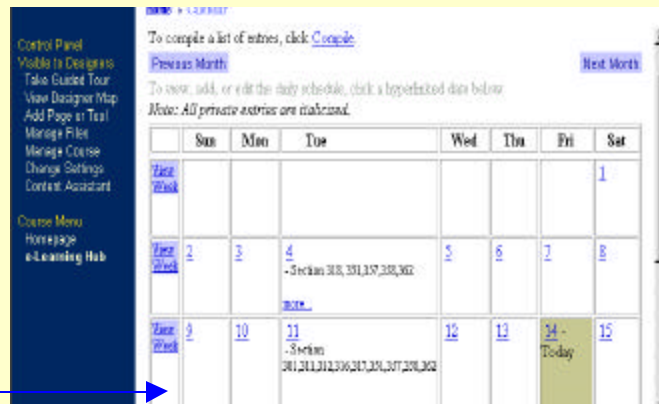 Home » Calendar
Control Panel
Visible to Designers
Take Guided Tour
View Designer Map
Add Page or Tool
Manage Files
Manage Course
Change Settings
Content Assistant
Course Menu
Homepage
e-Learning Hub
To compile a list of entries, click Compile.
Previous Month
Next Month
To view, add, or edit the daily schedule, click a hyperlinked date below.
Note: All private entries are italicized.
Sun Mon Tue Wed Thu Fri Sat
View Week 1
View Week 2 3 4 5 6 7 8
- Section 318, 351,357,358,362
more...
View Week 9 10 11 12 13 14 - Today 15
- Section